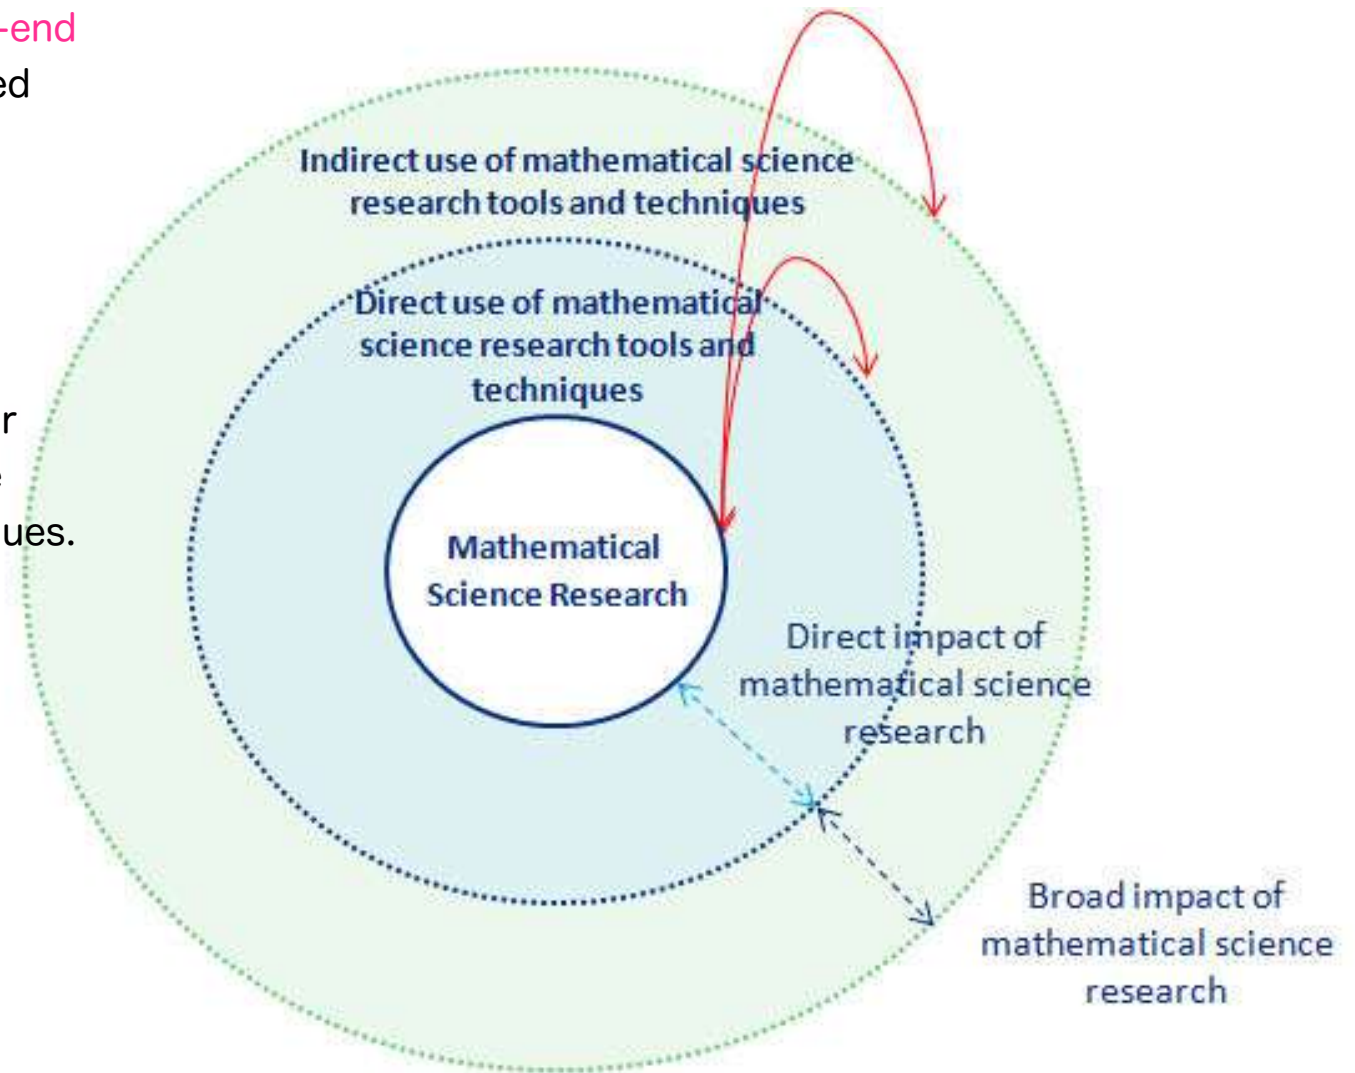 -end
ed
r
e
ues.
Indirect use of mathematical science
research tools and techniques
Direct use of mathematical
science research tools and
techniques
Mathematical
Science Research
Direct impact of
mathematical science
research
Broad impact of
mathematical science
research